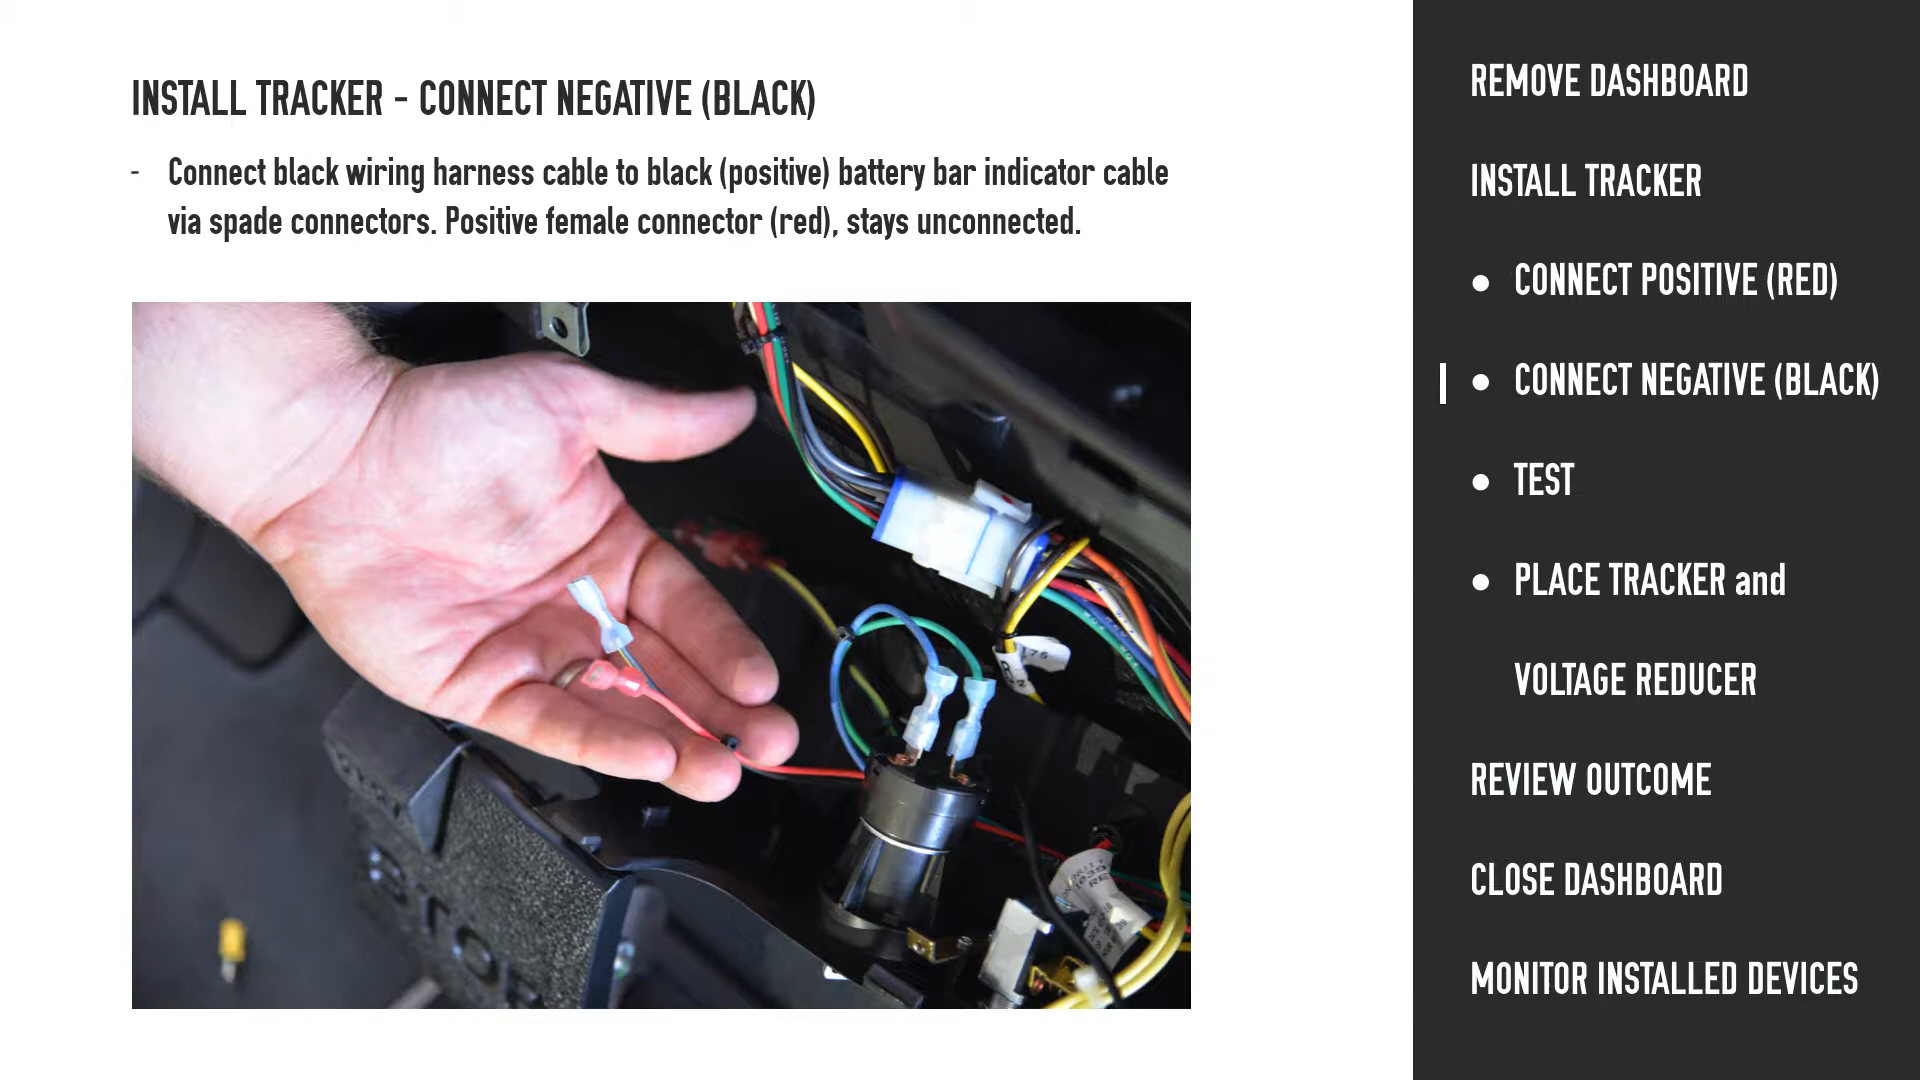 INSTALL TRACKER - CONNECT NEGATIVE (BLACK)
- Connect black wiring harness cable to black (positive) battery bar indicator cable
via spade connectors. Positive female connector (red), stays unconnected.
REMOVE DASHBOARD
INSTALL TRACKER
● CONNECT POSITIVE (RED)
● CONNECT NEGATIVE (BLACK)
● TEST
● PLACE TRACKER and
VOLTAGE REDUCER
REVIEW OUTCOME
CLOSE DASHBOARD
MONITOR INSTALLED DEVICES